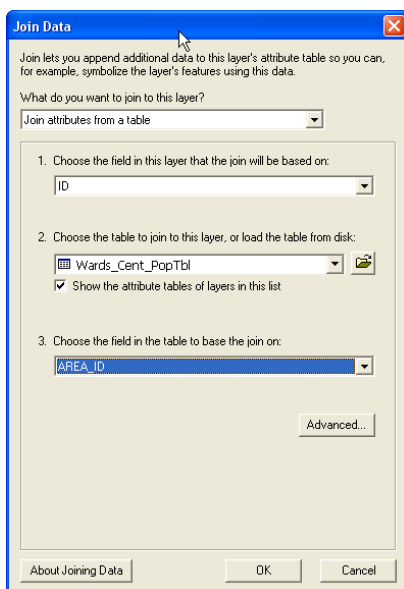 Join Data
Join lets you append additional data to this layer's attribute table so you can,
for example, symbolize the layer's features using this data.
What do you want to join to this layer?
Join attributes from a table
1. Choose the field in this layer that the join will be based on:
ID
2. Choose the table to join to this layer, or load the table from disk:
Wards_Cent_PopTbl
Show the attribute tables of layers in this list
3. Choose the field in the table to base the join on:
AREA_ID
Advanced...
About Joining Data OK Cancel